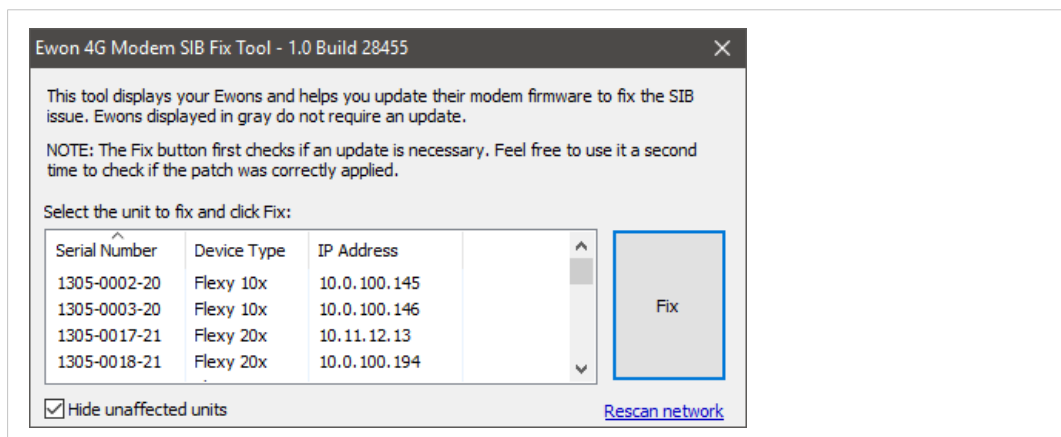 Ewon 4G Modem SIB Fix Tool - 1.0 Build 28455
This tool displays your Ewons and helps you update their modem firmware to fix the SIB
issue. Ewons displayed in gray do not require an update.
NOTE: The Fix button first checks if an update is necessary. Feel free to use it a second
time to check if the patch was correctly applied.
Select the unit to fix and click Fix:
Serial Number Device Type IP Address
1305-0002-20 Flexy 10x 10.0.100.145
1305-0003-20 Flexy 10x 10.0.100.146
1305-0017-21 Flexy 20x 10.11.12.13
1305-0018-21 Flexy 20x 10.0.100.194
Fix
Hide unaffected units
Rescan network